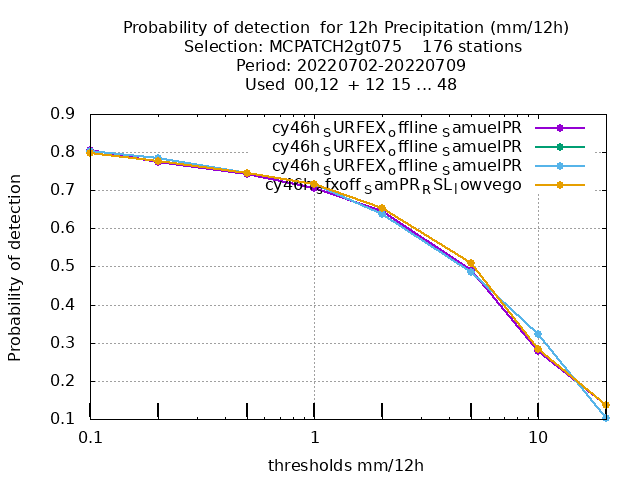 Probability of detection for 12h Precipitation (mm/12h)
Selection: MCPATCH2gt075 176 stations
Period: 20220702-20220709
Used 00,12 + 12 15 ... 48
cy46h_SURFEX_offline_SamuelPR
cy46h_SURFEX_offline_SamuelPR
cy46h_SURFEX_offline_SamuelPR
cy46h_sfxoff_SamPR_RSL_lowvego
Probability of detection
0.9
0.8
0.7
0.6
0.5
0.4
0.3
0.2
0.1
0.1 1 10
thresholds mm/12h